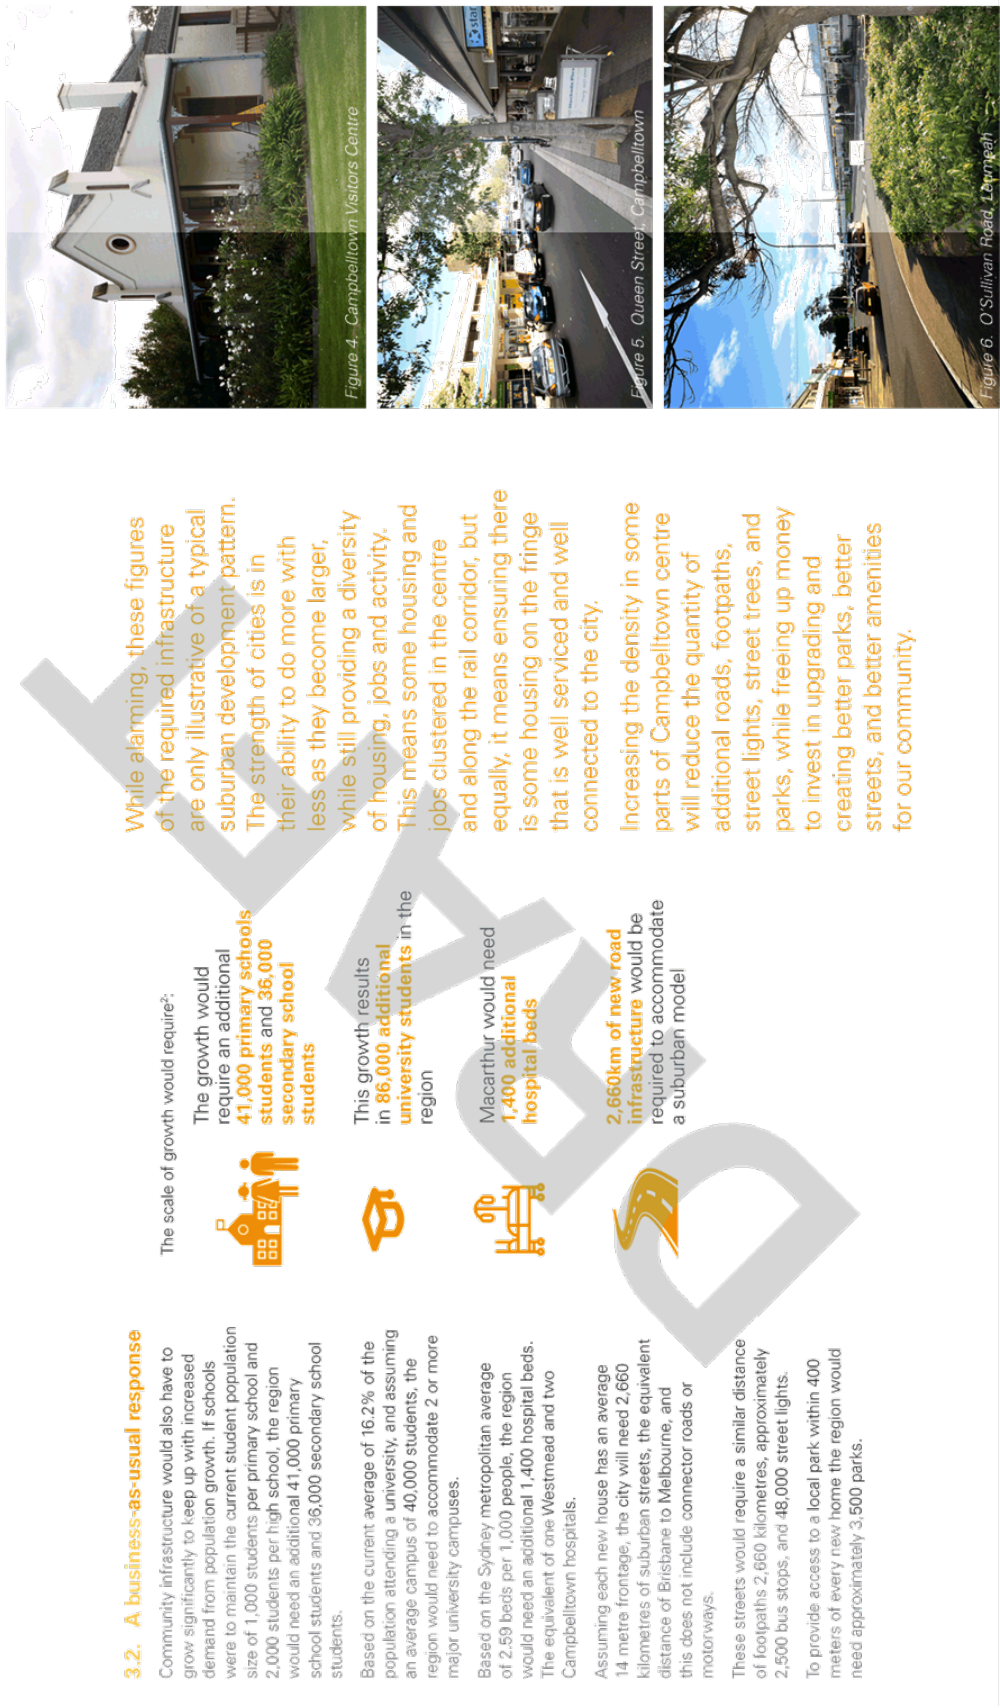 3.2. A business-as-usual response
Community infrastructure would also have to
grow significantly to keep up with increased
demand from population growth. If schools
were to maintain the current student population
size of 1,000 students per primary school and
2,000 students per high school, the region
would need an additional 41,000 primary
school students and 36,000 secondary school
students.
Based on the current average of 16.2% of the
population attending a university, and assuming
an average campus of 40,000 students, the
region would need to accommodate 2 or more
major university campuses.
Based on the Sydney metropolitan average
of 2.59 beds per 1,000 people, the region
would need an additional 1,400 hospital beds.
The equivalent of one Westmead and two
Campbelltown hospitals.
Assuming each new house has an average
14 metre frontage, the city will need 2,660
kilometres of suburban streets, the equivalent
distance of Brisbane to Melbourne, and
this does not include connector roads or
motorways.
These streets would require a similar distance
of footpaths 2,660 kilometres, approximately
2,500 bus stops, and 48,000 street lights.
To provide access to a local park within 400
meters of every new home the region would
need approximately 3,500 parks.
The scale of growth would require²:
The growth would
require an additional
41,000 primary schools
students and 36,000
secondary school
students
This growth results
in 86,000 additional
university students in the
region
Macarthur would need
1,400 additional
hospital beds
2,660km of new road
infrastructure would be
required to accommodate
a suburban model
While alarming, these figures
of the required infrastructure
are only illustrative of a typical
suburban development pattern.
The strength of cities is in
their ability to do more with
less as they become larger,
while still providing a diversity
of housing, jobs and activity.
This means some housing and
jobs clustered in the centre
and along the rail corridor, but
equally, it means ensuring there
is some housing on the fringe
that is well serviced and well
connected to the city.
Increasing the density in some
parts of Campbelltown centre
will reduce the quantity of
additional roads, footpaths,
street lights, street trees, and
parks, while freeing up money
to invest in upgrading and
creating better parks, better
streets, and better amenities
for our community.
Figure 4. Campbelltown Visitors Centre
star
Figure 5. Queen Street, Campbelltown
Figure 6. O'Sullivan Road, Leumeah
DRAFT